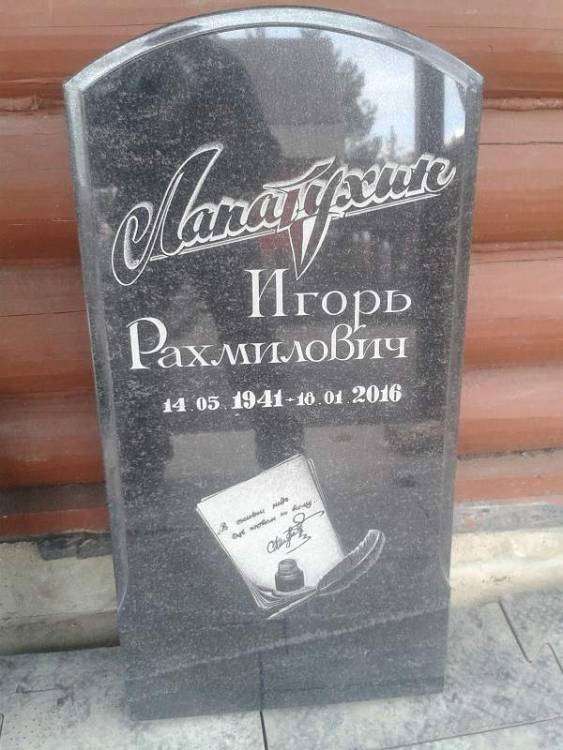 Лапатухин
Игорь
Рахмилович
14.05.1941-18.01.2016
В